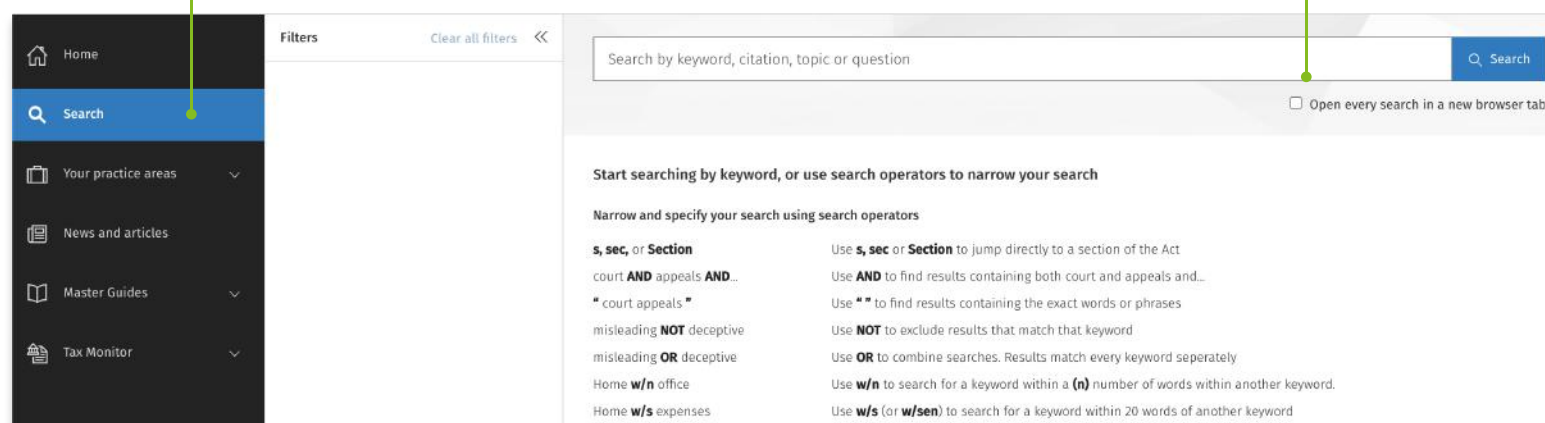 Home
Search
Your practice areas
News and articles
Master Guides
Tax Monitor
Filters Clear all filters
Search by keyword, citation, topic or question
Search
Open every search in a new browser tab
Start searching by keyword, or use search operators to narrow your search
Narrow and specify your search using search operators
s, sec, or Section Use s, sec or Section to jump directly to a section of the Act
court AND appeals AND... Use AND to find results containing both court and appeals and...
“ court appeals ” Use “ ” to find results containing the exact words or phrases
misleading NOT deceptive Use NOT to exclude results that match that keyword
misleading OR deceptive Use OR to combine searches. Results match every keyword seperately
Home w/n office Use w/n to search for a keyword within a (n) number of words within another keyword.
Home w/s expenses Use w/s (or w/sen) to search for a keyword within 20 words of another keyword